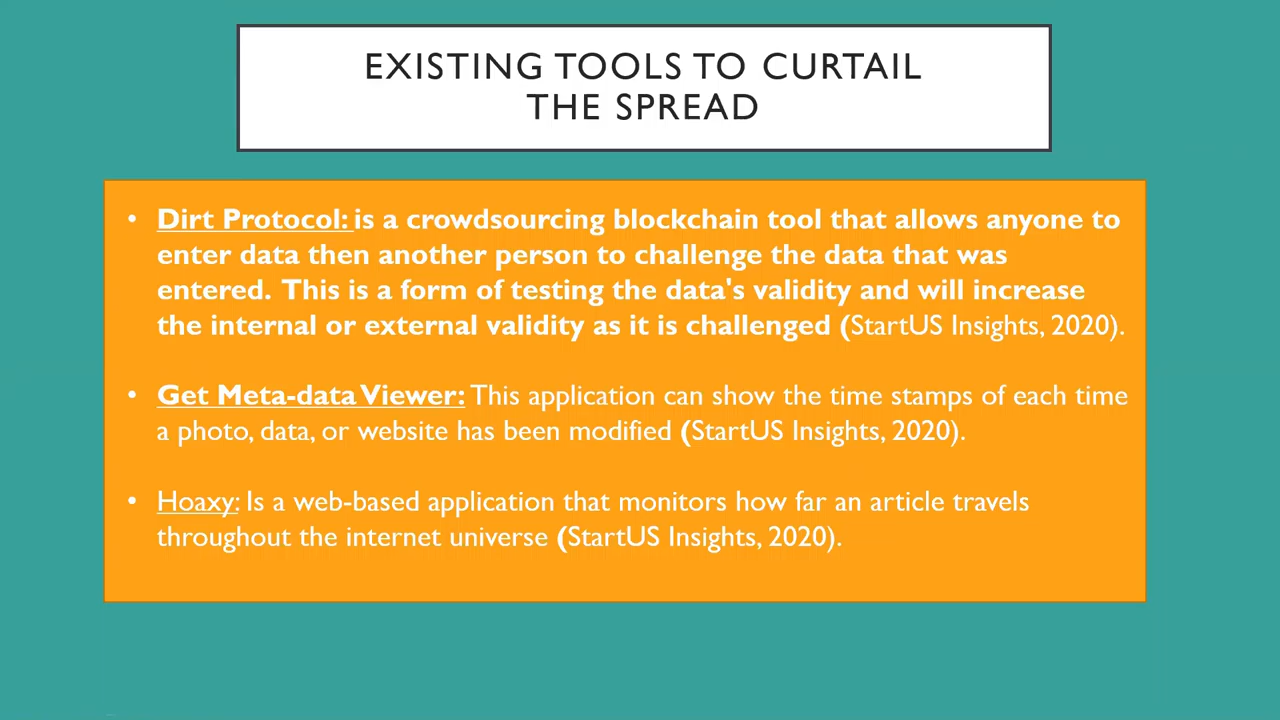 EXISTING TOOLS TO CURTAIL
THE SPREAD
• Dirt Protocol: is a crowdsourcing blockchain tool that allows anyone to
enter data then another person to challenge the data that was
entered.  This is a form of testing the data's validity and will increase
the internal or external validity as it is challenged (StartUS Insights, 2020).
• Get Meta-data Viewer: This application can show the time stamps of each time
a photo, data, or website has been modified (StartUS Insights, 2020).
• Hoaxy: Is a web-based application that monitors how far an article travels
throughout the internet universe (StartUS Insights, 2020).